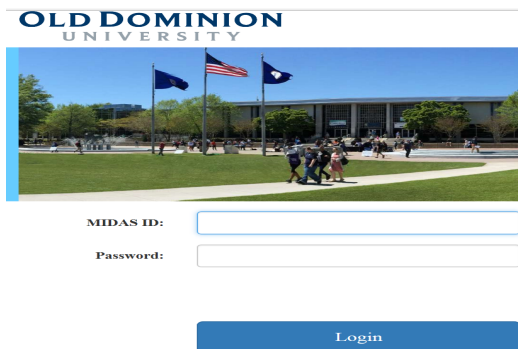 OLD DOMINION
UNIVERSITY
MIDAS ID:
Password:
Login